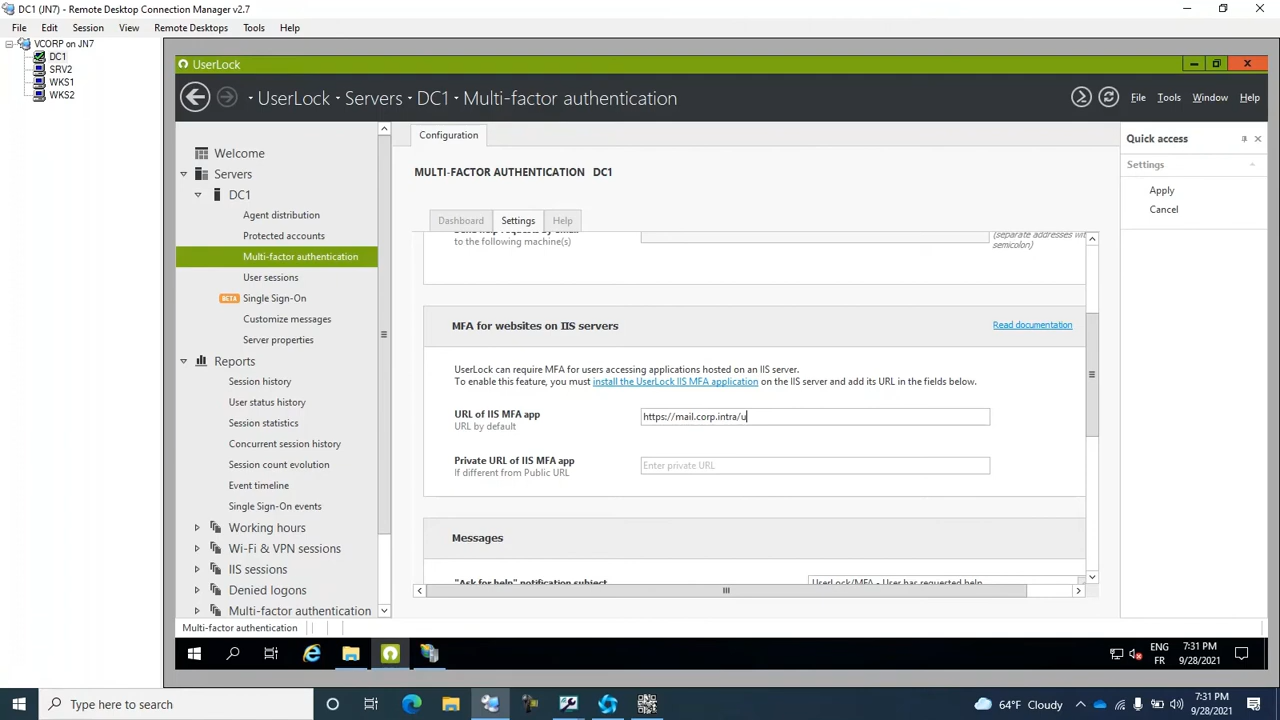 DC1 (JN7) - Remote Desktop Connection Manager v2.7
File Edit Session View Remote Desktops Tools Help
VCORP on JN7
DC1
SRV2
WKS1
WKS2
UserLock
UserLock Servers DC1 Multi-factor authentication
File Tools Window Help
Welcome
Servers
DC1
Agent distribution
Protected accounts
Multi-factor authentication
User sessions
BETA Single Sign-On
Customize messages
Server properties
Reports
Session history
User status history
Session statistics
Concurrent session history
Session count evolution
Event timeline
Single Sign-On events
Working hours
Wi-Fi & VPN sessions
IIS sessions
Denied logons
Multi-factor authentication
Configuration
MULTI-FACTOR AUTHENTICATION DC1
Dashboard Settings Help
Send help requests by email
to the following machine(s)
(separate addresses wit
semicolon)
MFA for websites on IIS servers
Read documentation
UserLock can require MFA for users accessing applications hosted on an IIS server.
To enable this feature, you must install the UserLock IIS MFA application on the IIS server and add its URL in the fields below.
URL of IIS MFA app
URL by default
https://mail.corp.intra/u
Private URL of IIS MFA app
If different from Public URL
Enter private URL
Messages
"Ask for help" notification subject
UserLock/MFA - User has requested help
Quick access
Settings
Apply
Cancel
Multi-factor authentication
ENG
FR
7:31 PM
9/28/2021
Type here to search
64°F Cloudy
7:31 PM
9/28/2021